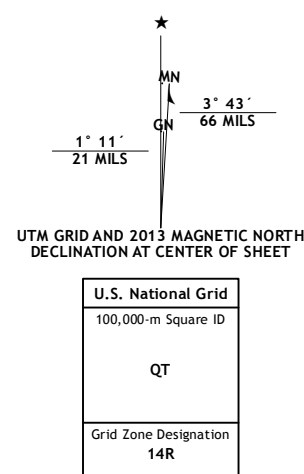 MN
GN
3° 43´
66 MILS
1° 11´
21 MILS
UTM GRID AND 2013 MAGNETIC NORTH
DECLINATION AT CENTER OF SHEET
U.S. National Grid
100,000-m Square ID
QT
Grid Zone Designation
14R